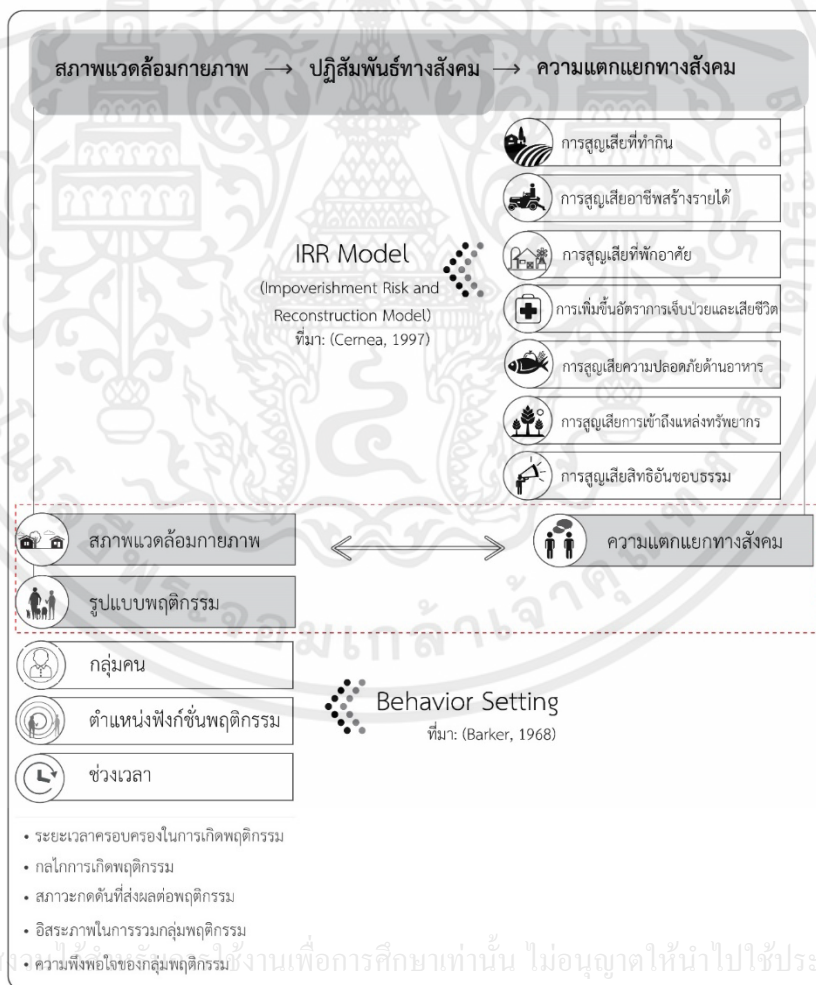 สภาพแวดล้อมกายภาพ → ปฏิสัมพันธ์ทางสังคม → ความแตกแยกทางสังคม
การสูญเสียที่ทำกิน
การสูญเสียอาชีพสร้างรายได้
การสูญเสียที่พักอาศัย
การเพิ่มขึ้นอัตราการเจ็บป่วยและเสียชีวิต
การสูญเสียความปลอดภัยด้านอาหาร
การสูญเสียการเข้าถึงแหล่งทรัพยากร
การสูญเสียสิทธิอันชอบธรรม
IRR Model
(Impoverishment Risk and
Reconstruction Model)
ที่มา: (Cernea, 1997)
สภาพแวดล้อมกายภาพ
ความแตกแยกทางสังคม
รูปแบบพฤติกรรม
กลุ่มคน
ตำแหน่งฟังก์ชั่นพฤติกรรม
ช่วงเวลา
Behavior Setting
ที่มา: (Barker, 1968)
• ระยะเวลาครอบครองในการเกิดพฤติกรรม
• กลไกการเกิดพฤติกรรม
• สภาวะกดดันที่ส่งผลต่อพฤติกรรม
• อิสระภาพในการรวมกลุ่มพฤติกรรม
• ความพึงพอใจของกลุ่มพฤติกรรม
ใช้งานเพื่อการศึกษาเท่านั้น ไม่อนุญาตให้นำไปใช้ประ
พระจอมเกล้าเจ้าคุณทหาร